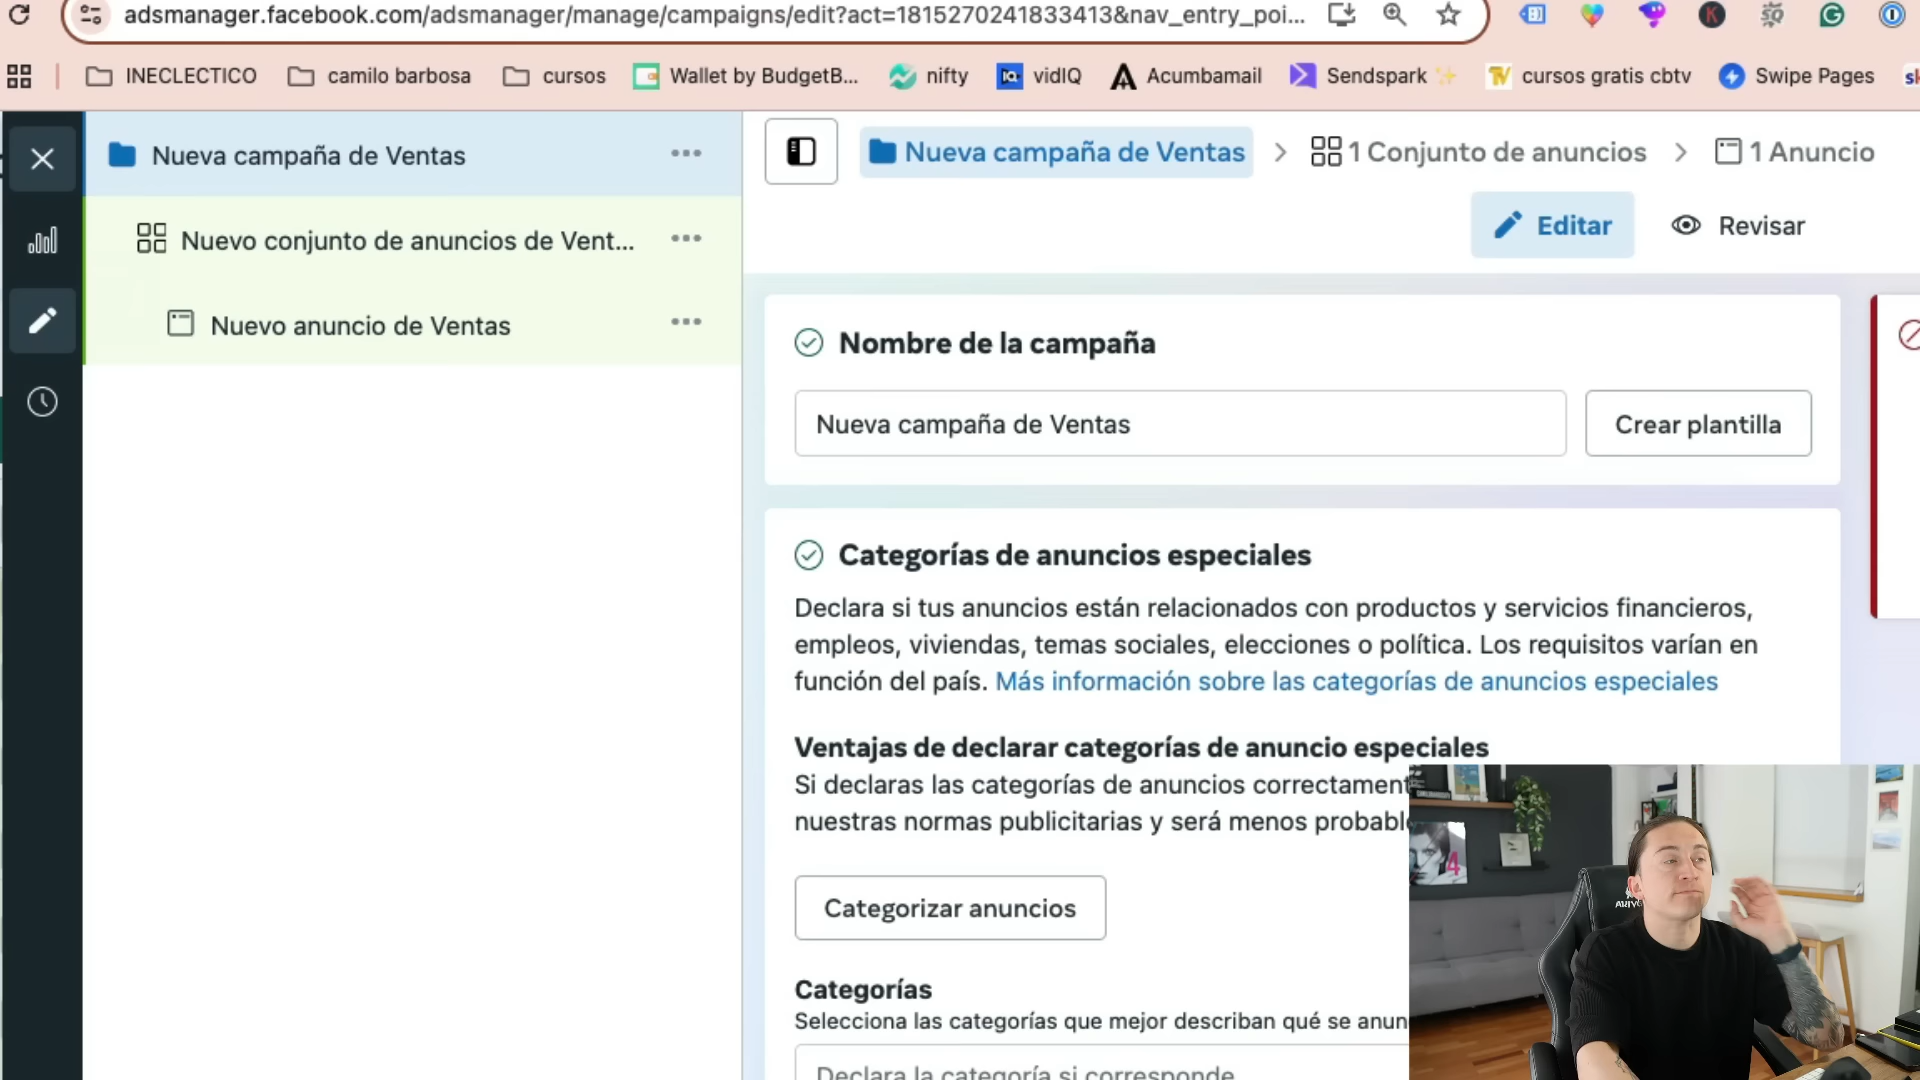 adsmanager.facebook.com/adsmanager/manage/campaigns/edit?act=1815270241833413&nav_entry_poi...
INECLECTICO
camilo barbosa
cursos
Wallet by BudgetB...
nifty
vidIQ
Acumbamail
Sendspark
cursos gratis cbtv
Swipe Pages
Nueva campaña de Ventas
Nuevo conjunto de anuncios de Vent...
Nuevo anuncio de Ventas
Nueva campaña de Ventas
1 Conjunto de anuncios
1 Anuncio
Editar
Revisar
Nombre de la campaña
Nueva campaña de Ventas
Crear plantilla
Categorías de anuncios especiales
Declara si tus anuncios están relacionados con productos y servicios financieros,
empleos, viviendas, temas sociales, elecciones o política. Los requisitos varían en
función del país. Más información sobre las categorías de anuncios especiales
Ventajas de declarar categorías de anuncio especiales
Si declaras las categorías de anuncios correctament
nuestras normas publicitarias y será menos probabl
Categorizar anuncios
Categorías
Selecciona las categorías que mejor describan qué se anun
Declara la categoría si corresponde